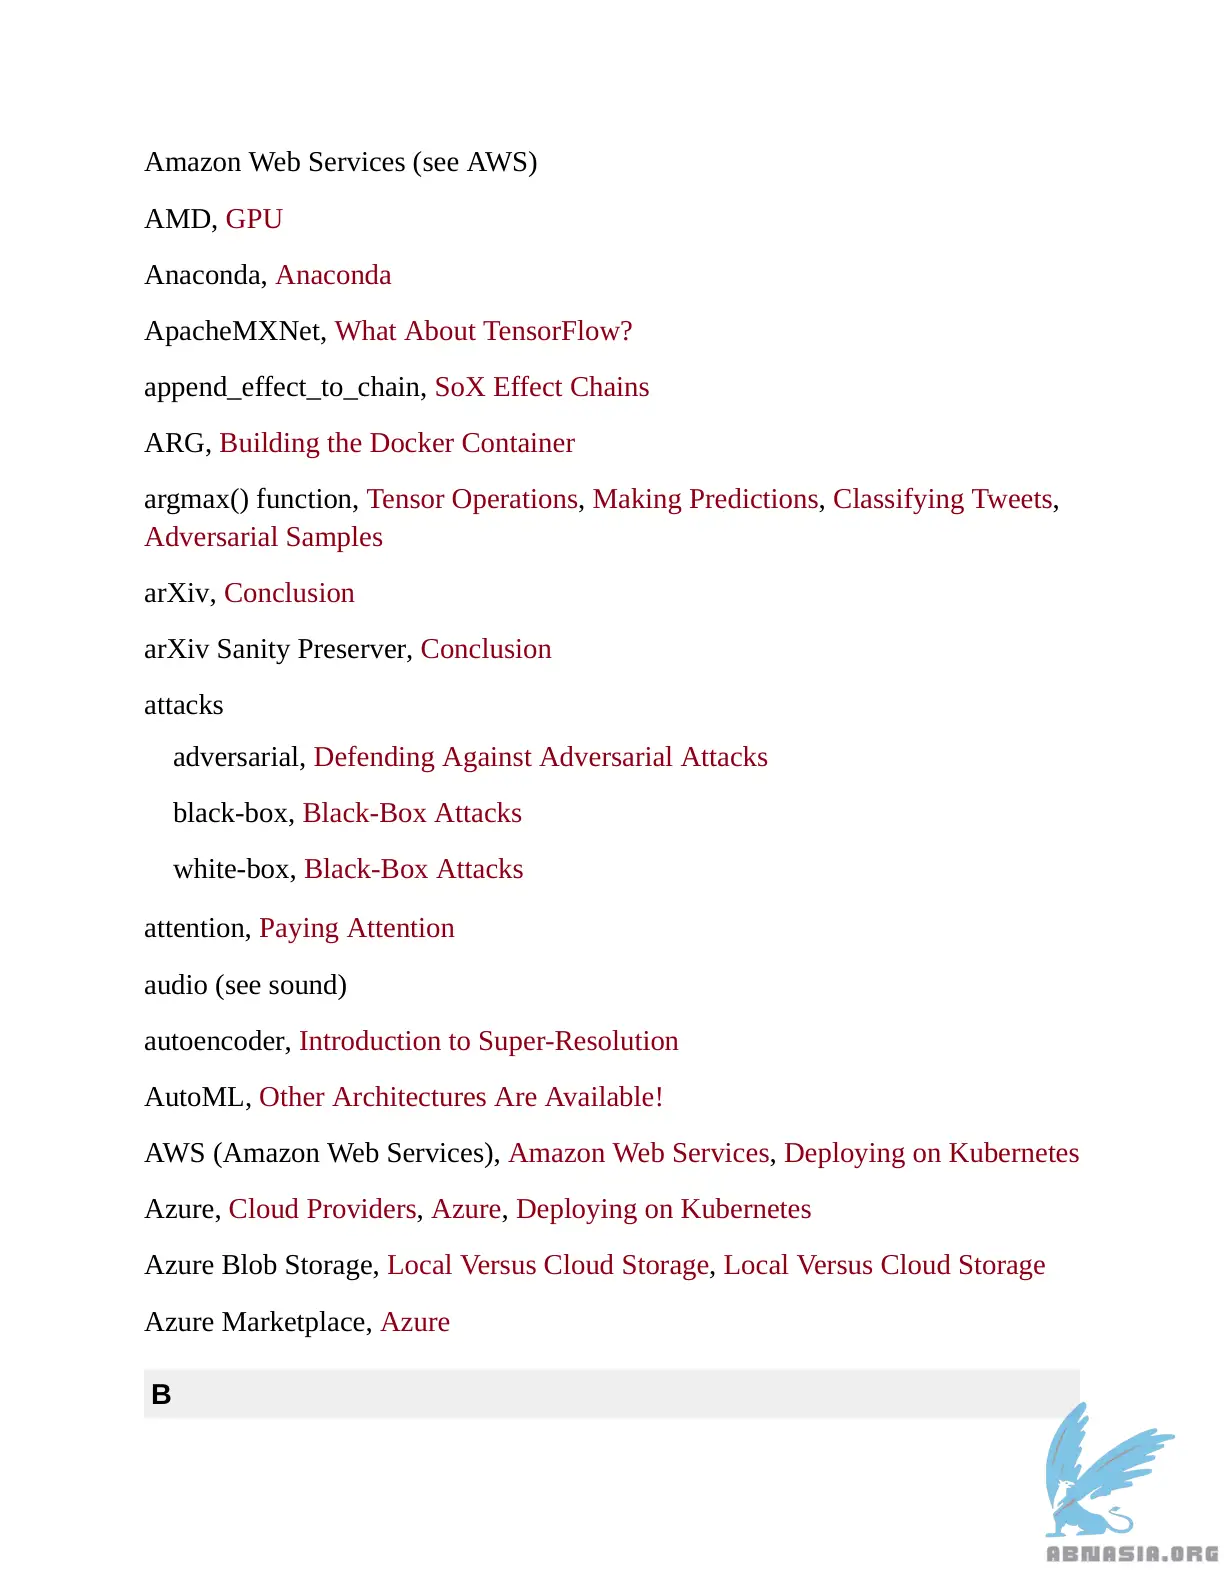 Amazon Web Services (see AWS)
AMD, GPU
Anaconda, Anaconda
ApacheMXNet, What About TensorFlow?
append_effect_to_chain, SoX Effect Chains
ARG, Building the Docker Container
argmax() function, Tensor Operations, Making Predictions, Classifying Tweets,
Adversarial Samples
arXiv, Conclusion
arXiv Sanity Preserver, Conclusion
attacks
adversarial, Defending Against Adversarial Attacks
black-box, Black-Box Attacks
white-box, Black-Box Attacks
attention, Paying Attention
audio (see sound)
autoencoder, Introduction to Super-Resolution
AutoML, Other Architectures Are Available!
AWS (Amazon Web Services), Amazon Web Services, Deploying on Kubernetes
Azure, Cloud Providers, Azure, Deploying on Kubernetes
Azure Blob Storage, Local Versus Cloud Storage, Local Versus Cloud Storage
Azure Marketplace, Azure
B
ABNASIA.ORG